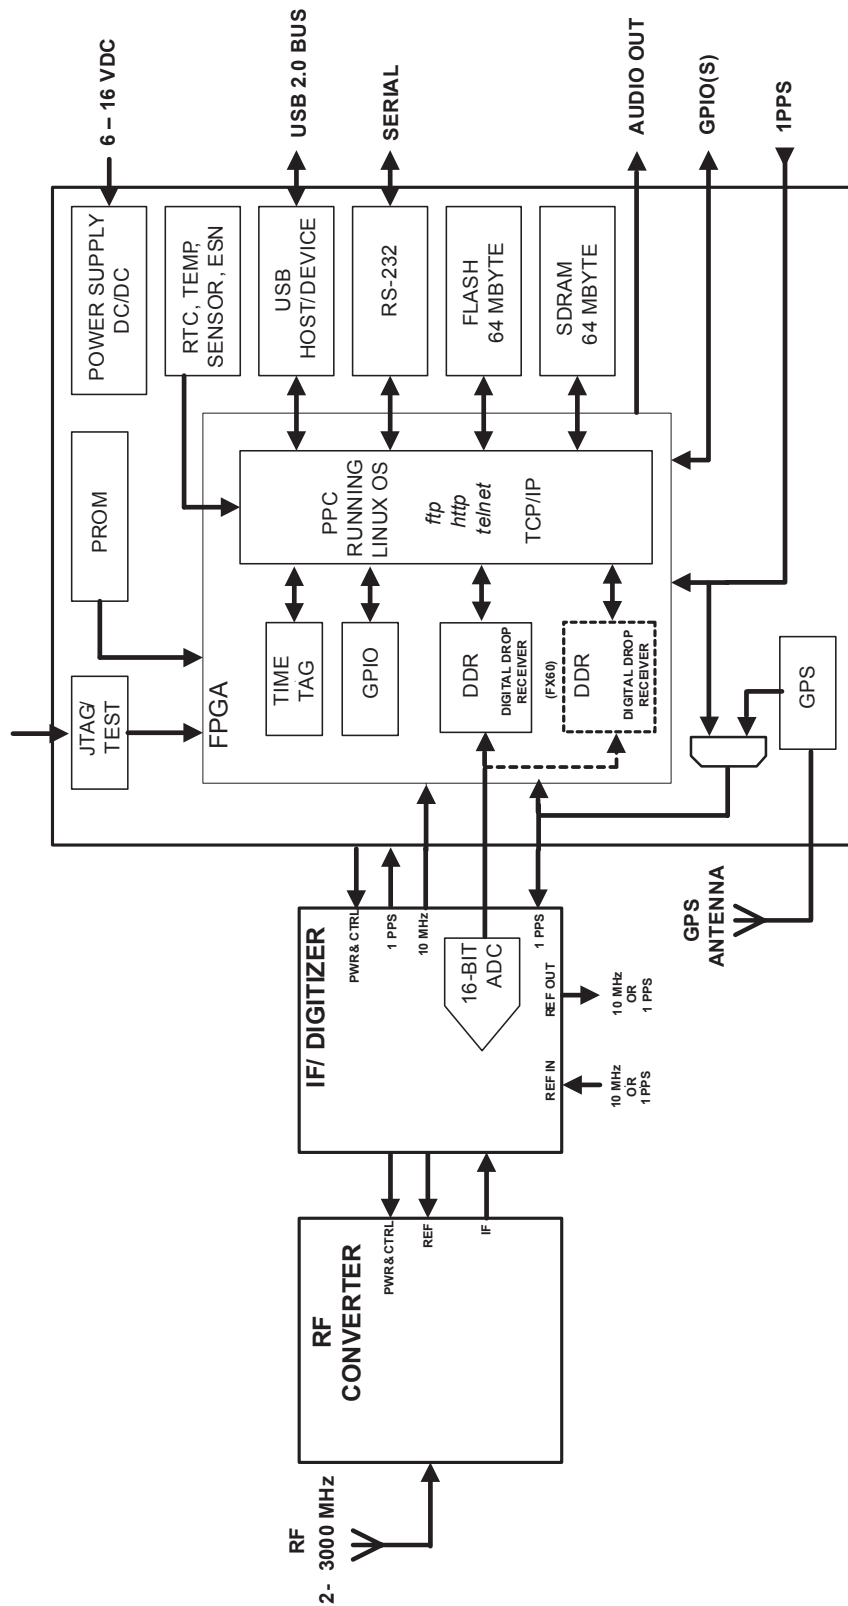 RF
2- 3000 MHz
RF
CONVERTER
PWR & CTRL
REF
IF
IF/ DIGITIZER
PWR & CTRL
1 PPS
10 MHz
1 PPS
16-BIT
ADC
REF IN
REF OUT
10 MHz
OR
1 PPS
10 MHz
OR
1 PPS
GPS
ANTENNA
JTAG/
TEST
PROM
POWER SUPPLY
DC/DC
6 – 16 VDC
RTC, TEMP,
SENSOR, ESN
FPGA
TIME
TAG
GPIO
DDR
DIGITAL DROP
RECEIVER
(FX60)
DDR
DIGITAL DROP
RECEIVER
PPC
RUNNING
LINUX OS
ftp
http
telnet
TCP/IP
USB
HOST/DEVICE
USB 2.0 BUS
RS-232
SERIAL
FLASH
64 MBYTE
SDRAM
64 MBYTE
AUDIO OUT
GPIO(S)
1PPS
GPS